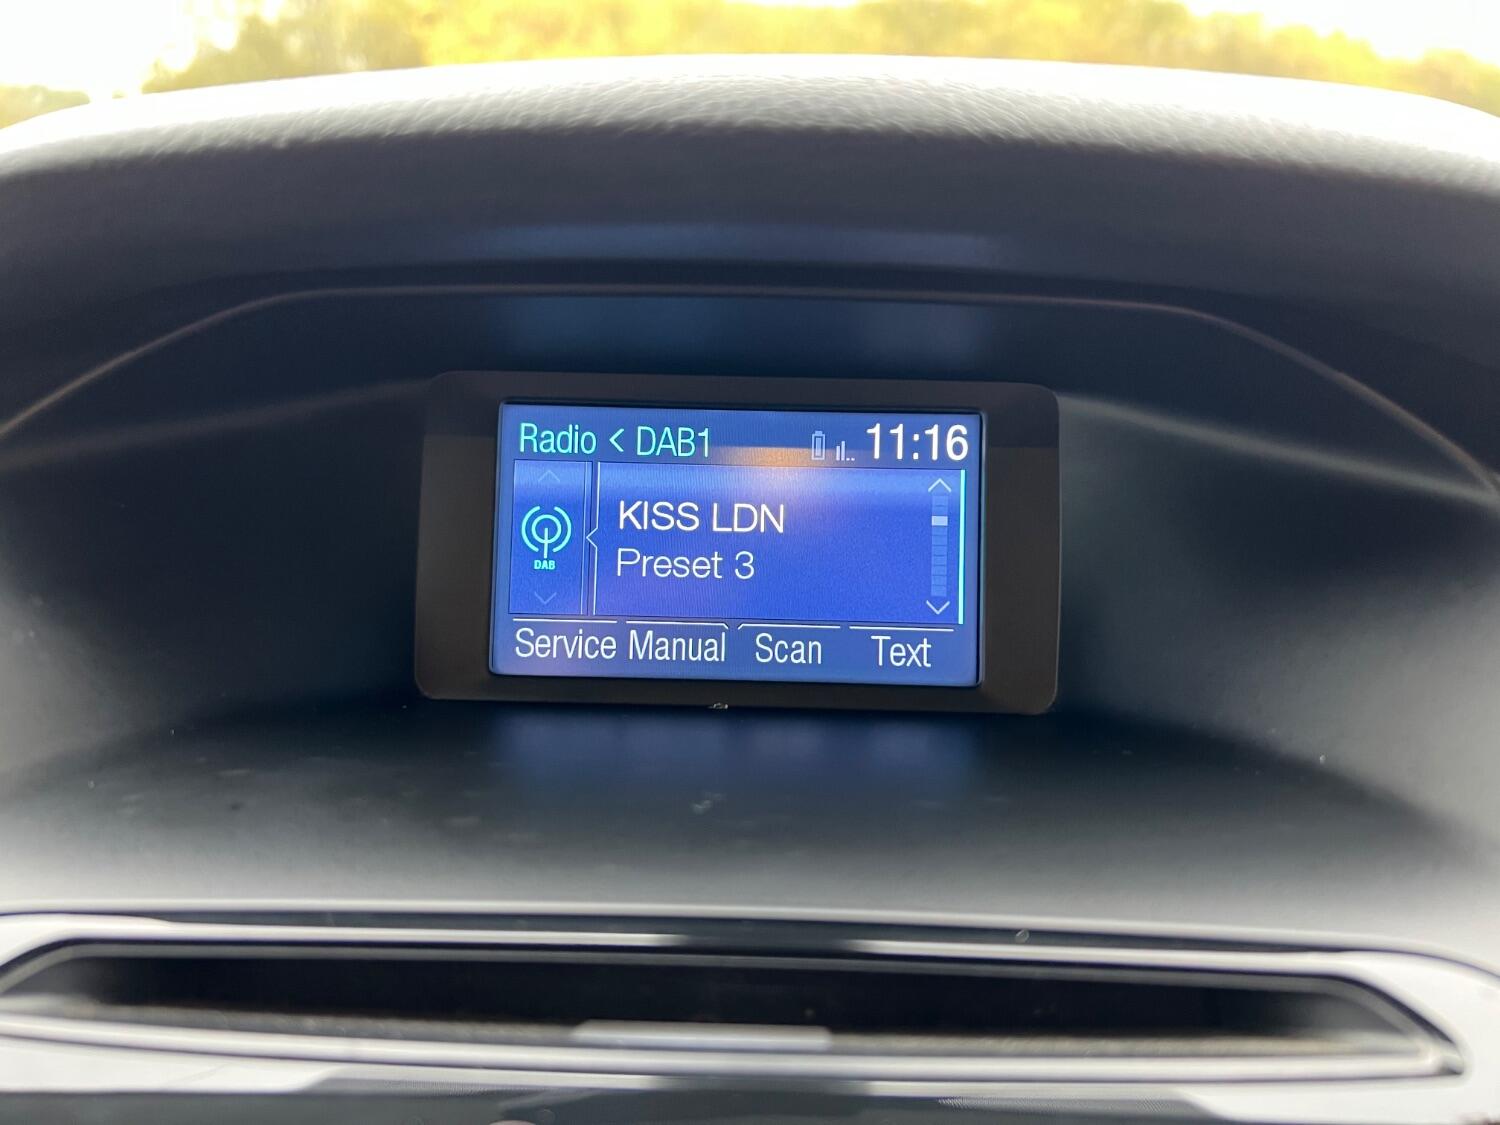 Radio < DAB1 11:16
KISS LDN
Preset 3
DAB
Service Manual Scan Text